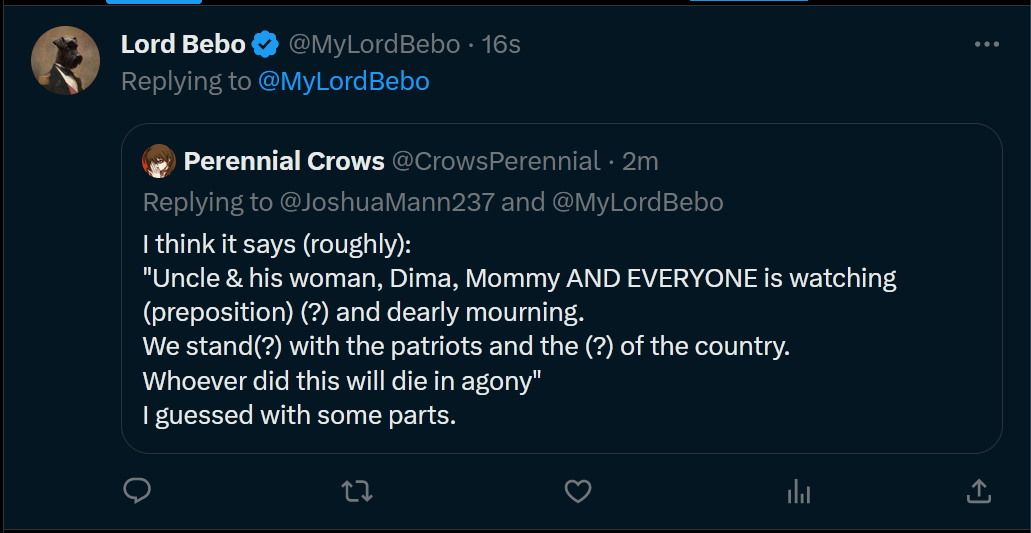 Lord Bebo @MyLordBebo · 16s
Replying to @MyLordBebo
Perennial Crows @CrowsPerennial · 2m
Replying to @JoshuaMann237 and @MyLordBebo
I think it says (roughly):
"Uncle & his woman, Dima, Mommy AND EVERYONE is watching
(preposition) (?) and dearly mourning.
We stand(?) with the patriots and the (?) of the country.
Whoever did this will die in agony"
I guessed with some parts.